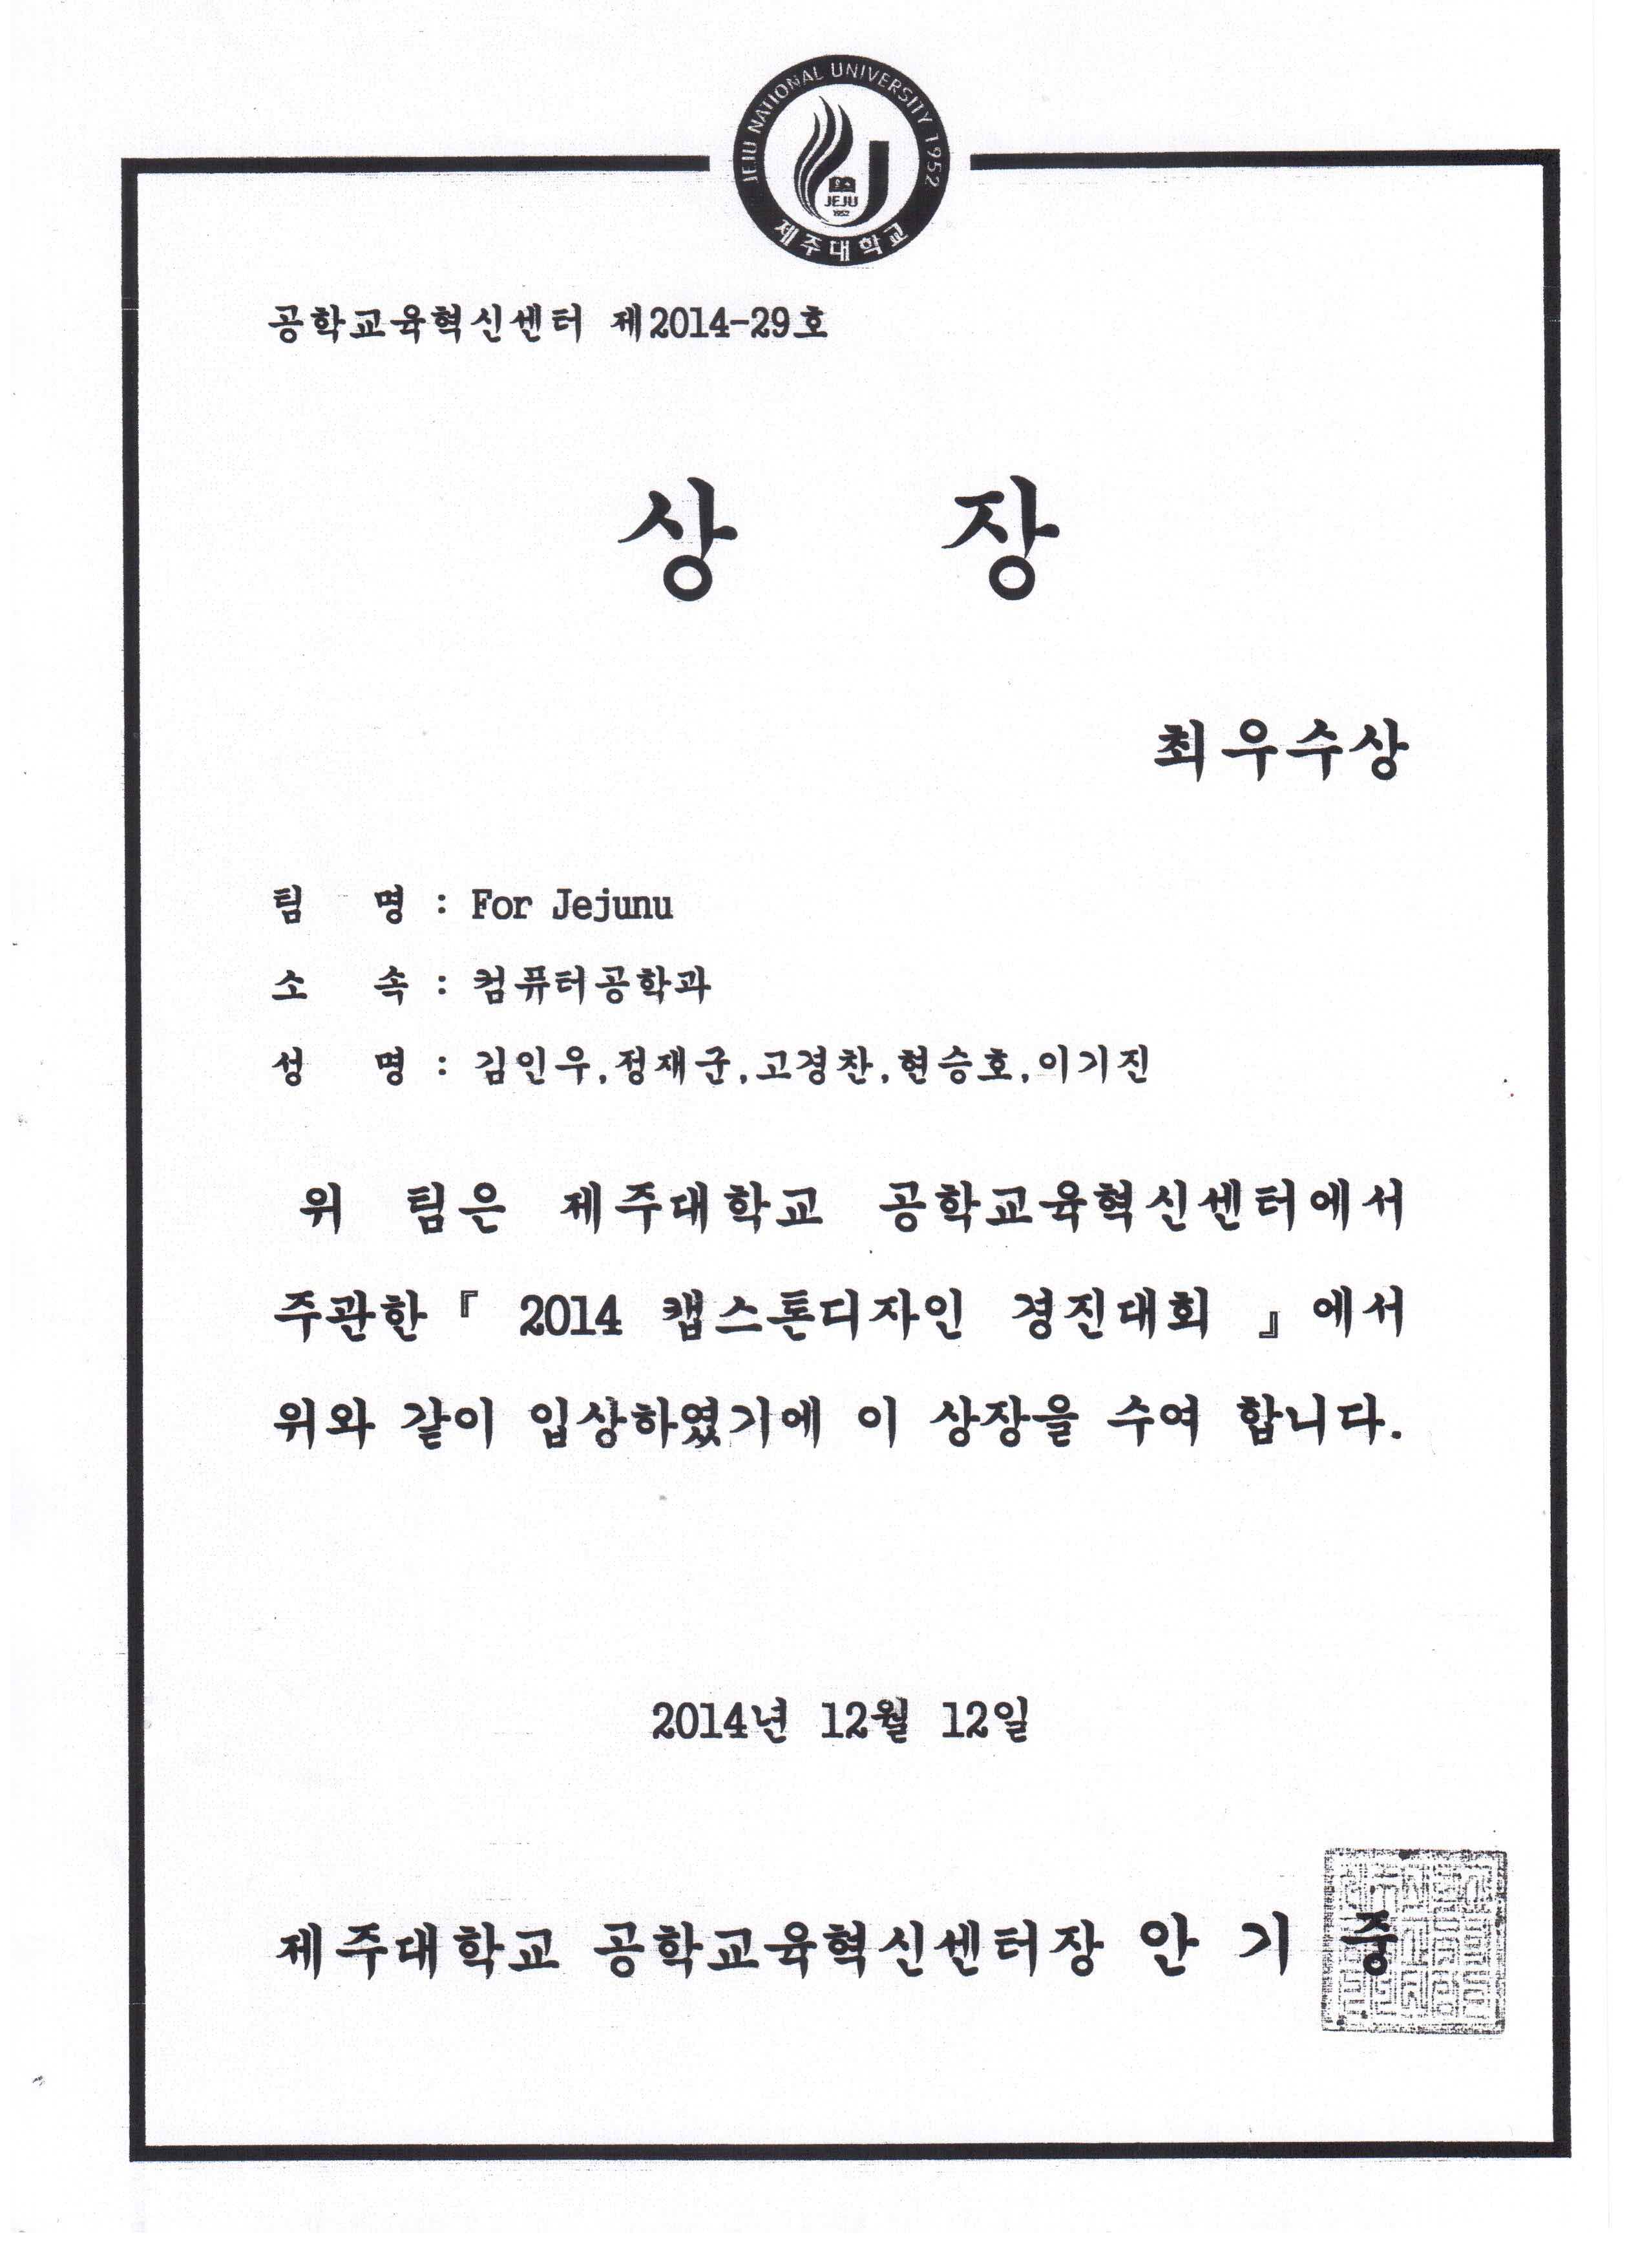 JEJU NATIONAL UNIVERSITY 1952
JEJU
1952
제주대학교
공학교육혁신센터 제2014-29호
상 장
최우수상
팀 명 : For Jejunu
소 속 : 컴퓨터공학과
성 명 : 김인우,정재군,고경찬,현승호,이기진
위 팀은 제주대학교 공학교육혁신센터에서
주관한『 2014 캡스톤디자인 경진대회 』에서
위와 같이 입상하였기에 이 상장을 수여 합니다.
2014년 12월 12일
제주대학교 공학교육혁신센터장 안 기 중